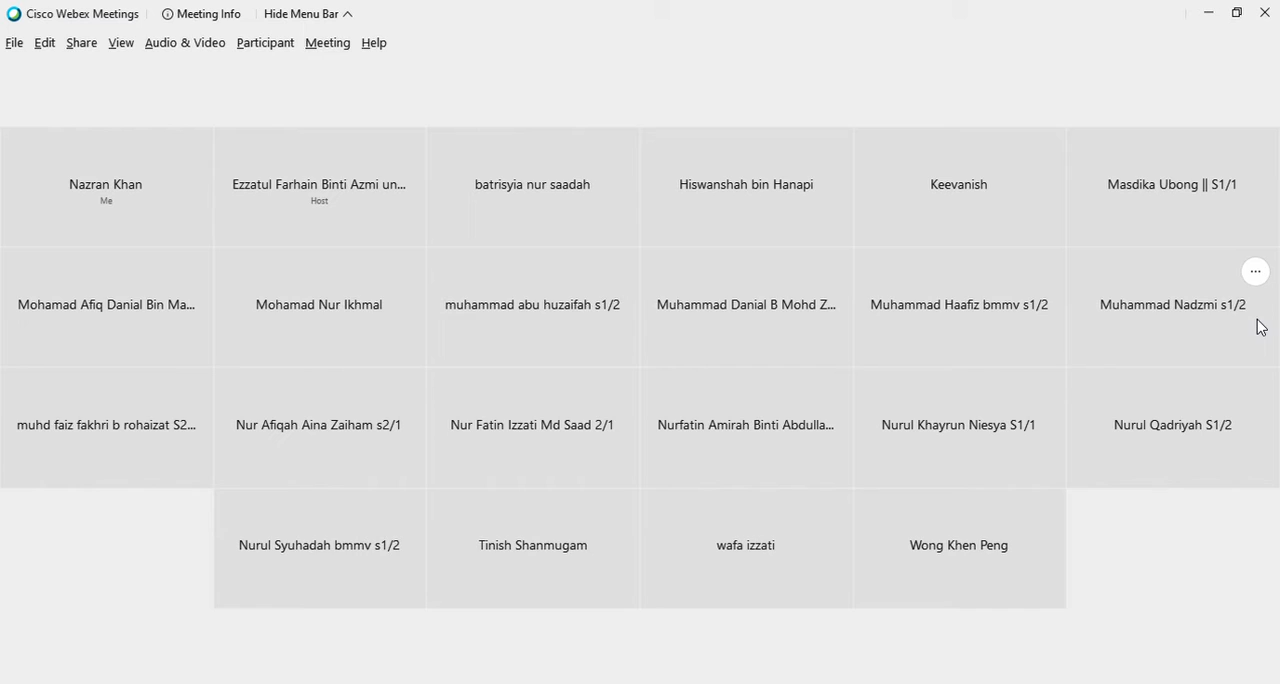 Cisco Webex Meetings Meeting Info Hide Menu Bar
File Edit Share View Audio & Video Participant Meeting Help
Nazran Khan
Me
Ezzatul Farhain Binti Azmi un...
Host
batrisyia nur saadah
Hiswanshah bin Hanapi
Keevanish
Masdika Ubong || S1/1
Mohamad Afiq Danial Bin Ma...
Mohamad Nur Ikhmal
muhammad abu huzaifah s1/2
Muhammad Danial B Mohd Z...
Muhammad Haafiz bmmv s1/2
Muhammad Nadzmi s1/2
muhd faiz fakhri b rohaizat S2...
Nur Afiqah Aina Zaiham s2/1
Nur Fatin Izzati Md Saad 2/1
Nurfatin Amirah Binti Abdulla...
Nurul Khayrun Niesya S1/1
Nurul Qadriyah S1/2
Nurul Syuhadah bmmv s1/2
Tinish Shanmugam
wafa izzati
Wong Khen Peng